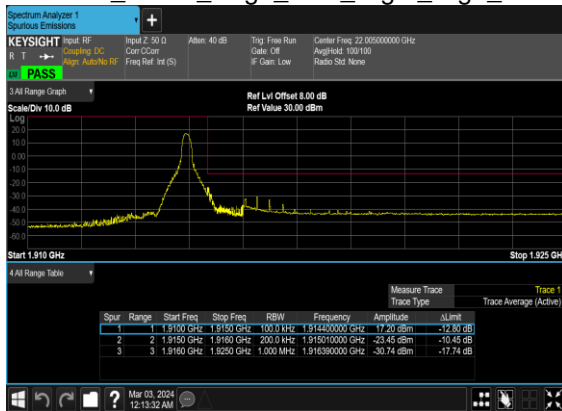 Spectrum Analyzer 1
Spurious Emissions
KEYSIGHT
R T
PASS
Input: RF
Coupling: DC
Align: Auto/No RF
Input Z: 50 Ω
Corr CCorr
Freq Ref: Int (S)
Atten: 40 dB
Trig: Free Run
Gate: Off
IF Gain: Low
Center Freq: 22.005000000 GHz
Avg|Hold: 100/100
Radio Std: None
3 All Range Graph
Ref Lvl Offset 8.00 dB
Scale/Div 10.0 dB
Ref Value 30.00 dBm
Log
20.0
10.0
0.00
-10.0
-20.0
-30.0
-40.0
-50.0
-60.0
Start 1.910 GHz
Stop 1.925 GH
4 All Range Table
Measure Trace Trace 1
Trace Type Trace Average (Active)
Spur Range Start Freq Stop Freq RBW Frequency Amplitude ΔLimit
1 1 1.9100 GHz 1.9150 GHz 100.0 kHz 1.914400000 GHz 17.20 dBm -12.80 dB
2 2 1.9150 GHz 1.9160 GHz 200.0 kHz 1.915010000 GHz -23.45 dBm -10.45 dB
3 3 1.9160 GHz 1.9250 GHz 1.000 MHz 1.916390000 GHz -30.74 dBm -17.74 dB
?
Mar 03, 2024
12:13:32 AM